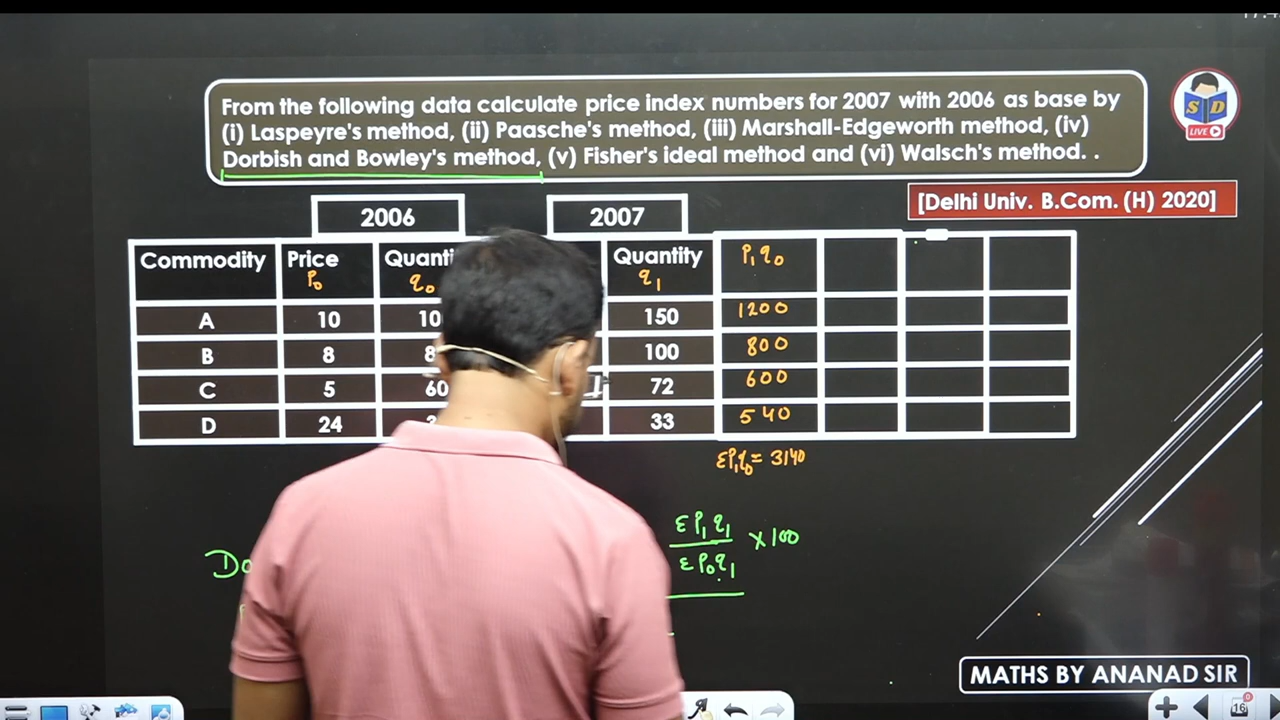 From the following data calculate price index numbers for 2007 with 2006 as base by
(i) Laspeyre's method, (ii) Paasche's method, (iii) Marshall-Edgeworth method, (iv)
Dorbish and Bowley's method, (v) Fisher's ideal method and (vi) Walsch's method. .
S D
LIVE
[Delhi Univ. B.Com. (H) 2020]
2006 2007
Commodity Price Quanti Quantity P₁q₀
P₀ q₀ q₁
A 10 10 150 1200
B 8 8 100 800
C 5 60 72 600
D 24 33 540
ΣP₁q₀ = 3140
Do ΣP₁q₁ / ΣP₀q₁ ×100
MATHS BY ANANAD SIR
16